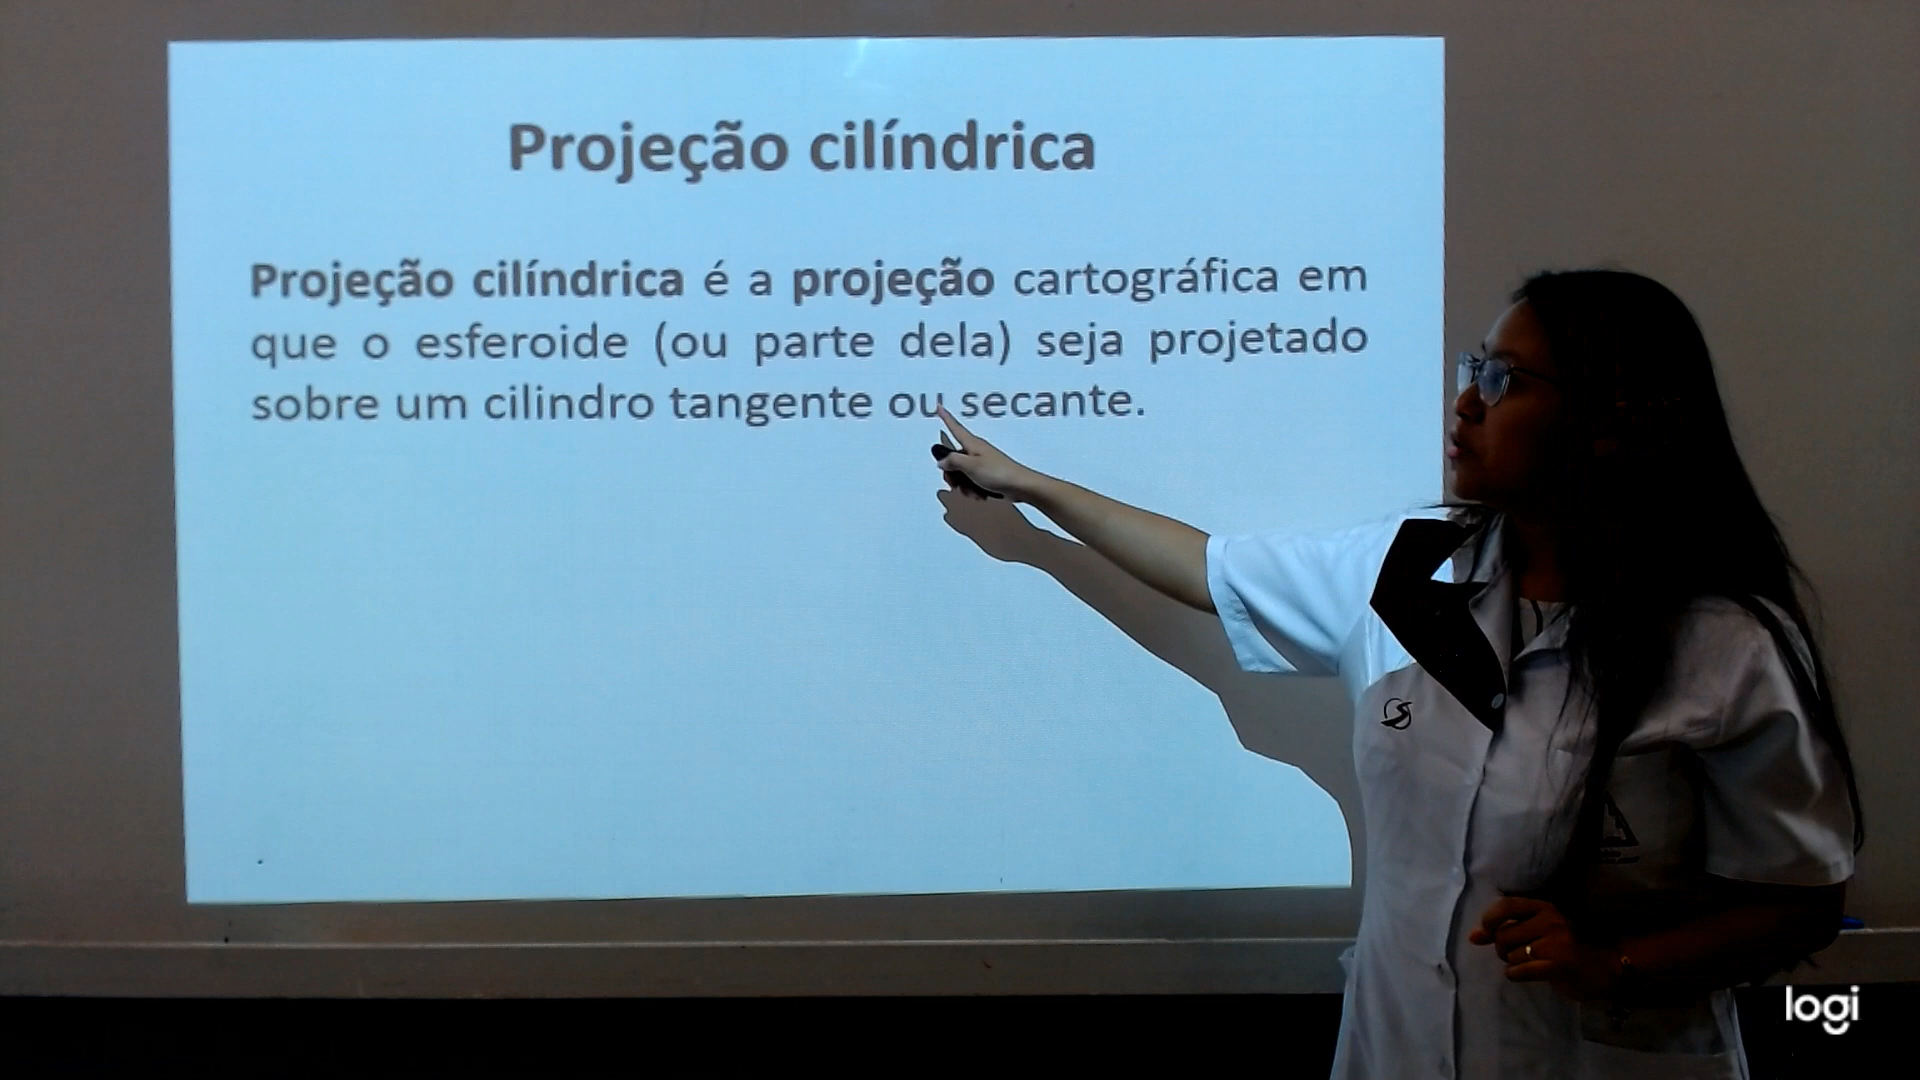 Projeção cilíndrica
Projeção cilíndrica é a projeção cartográfica em
que o esferoide (ou parte dela) seja projetado
sobre um cilindro tangente ou secante.
logi